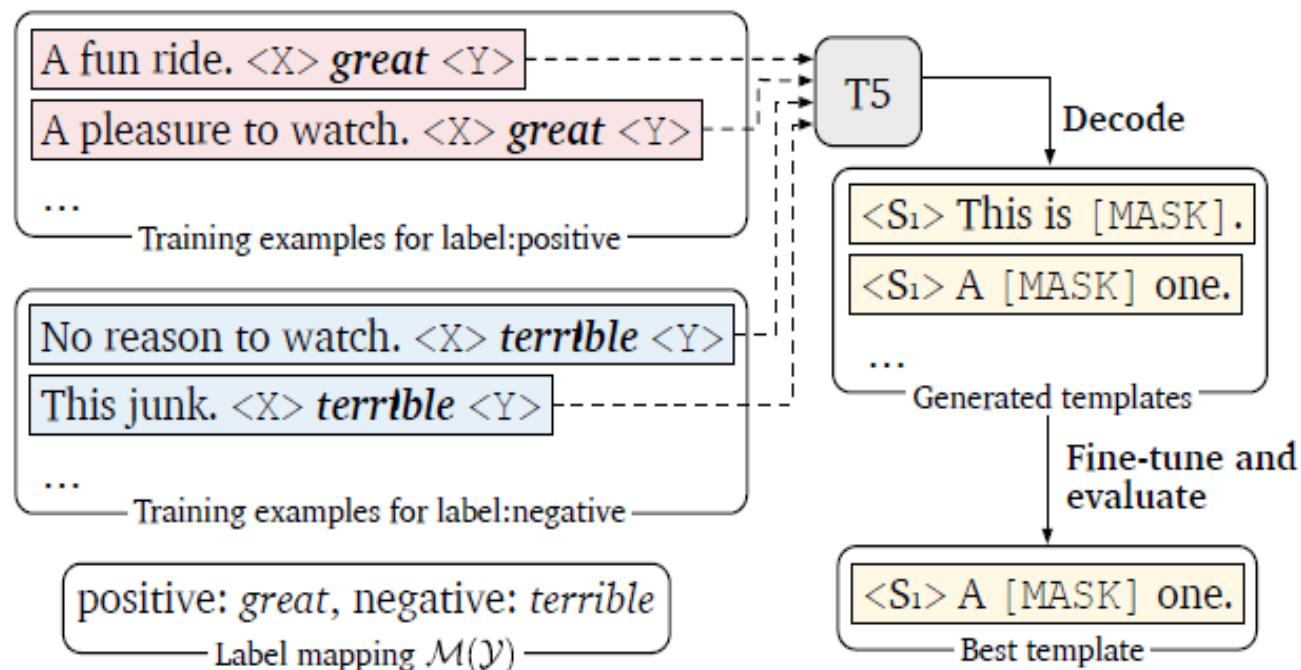 A fun ride. <X> great <Y>
A pleasure to watch. <X> great <Y>
...
Training examples for label:positive
No reason to watch. <X> terrible <Y>
This junk. <X> terrible <Y>
...
Training examples for label:negative
positive: great, negative: terrible
Label mapping M(Y)
T5
Decode
<S₁> This is [MASK].
<S₁> A [MASK] one.
...
Generated templates
Fine-tune and
evaluate
<S₁> A [MASK] one.
Best template